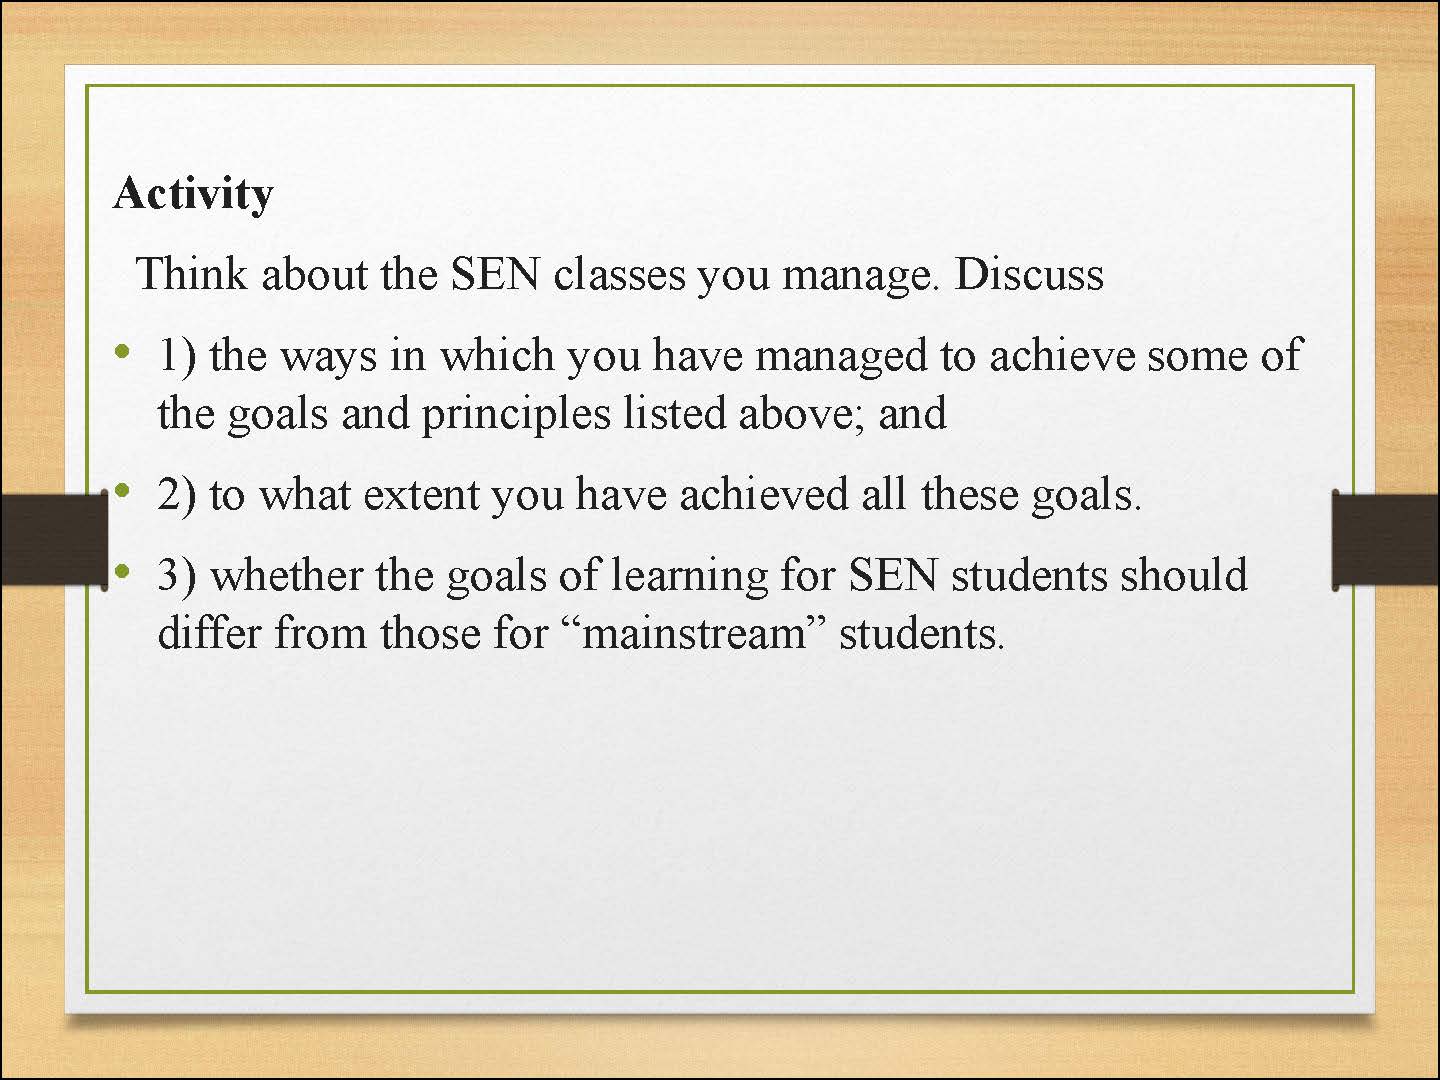 Activity
Think about the SEN classes you manage. Discuss
• 1) the ways in which you have managed to achieve some of
the goals and principles listed above; and
• 2) to what extent you have achieved all these goals.
• 3) whether the goals of learning for SEN students should
differ from those for “mainstream” students.